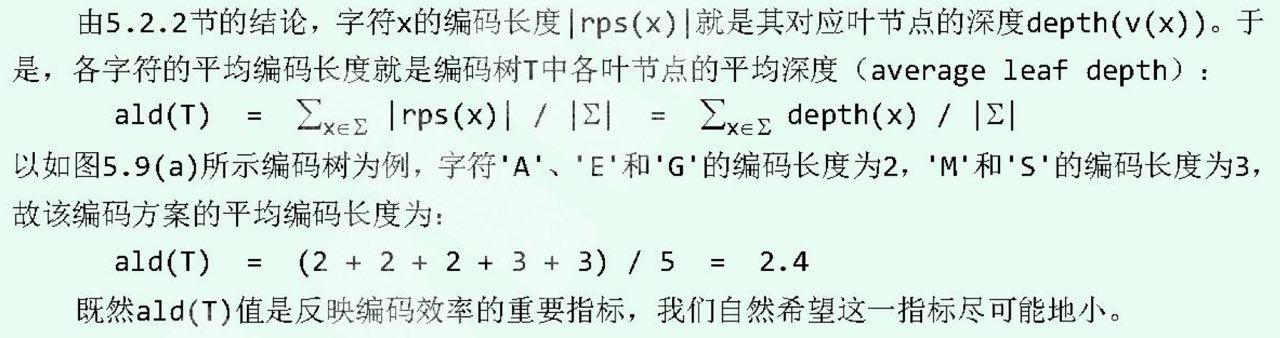 由5.2.2节的结论，字符x的编码长度|rps(x)|就是其对应叶节点的深度depth(v(x))。于
是，各字符的平均编码长度就是编码树T中各叶节点的平均深度（average leaf depth）：
ald(T) = ∑x∈Σ |rps(x)| / |Σ| = ∑x∈Σ depth(x) / |Σ|
以如图5.9(a)所示编码树为例，字符'A'、'E'和'G'的编码长度为2，'M'和'S'的编码长度为3，
故该编码方案的平均编码长度为：
ald(T) = (2 + 2 + 2 + 3 + 3) / 5 = 2.4
既然ald(T)值是反映编码效率的重要指标，我们自然希望这一指标尽可能地小。